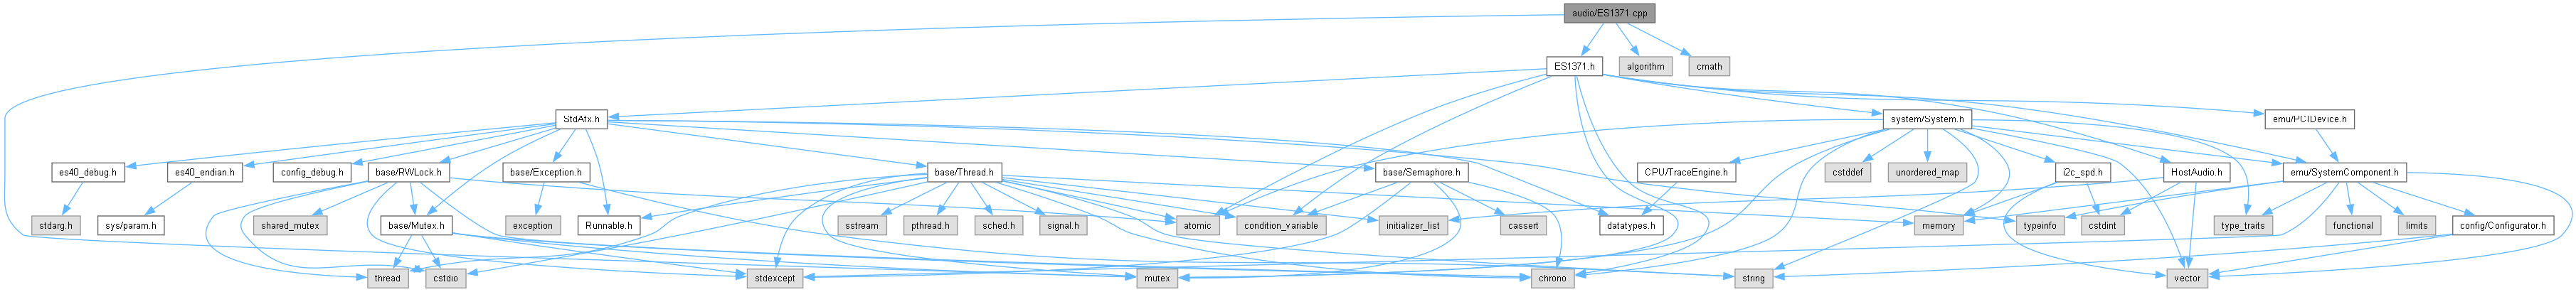 audio/ES1371.cpp
ES1371.h
algorithm
cmath
StdAfx.h
system/System.h
emu/PCIDevice.h
es40_debug.h
es40_endian.h
config_debug.h
base/RWLock.h
base/Exception.h
base/Thread.h
base/Semaphore.h
CPU/TraceEngine.h
cstddef
unordered_map
i2c_spd.h
HostAudio.h
emu/SystemComponent.h
stdarg.h
sys/param.h
shared_mutex
base/Mutex.h
exception
Runnable.h
sstream
pthread.h
sched.h
signal.h
atomic
condition_variable
initializer_list
cassert
datatypes.h
memory
typeinfo
cstdint
type_traits
functional
limits
config/Configurator.h
thread
cstdio
stdexcept
mutex
chrono
string
vector